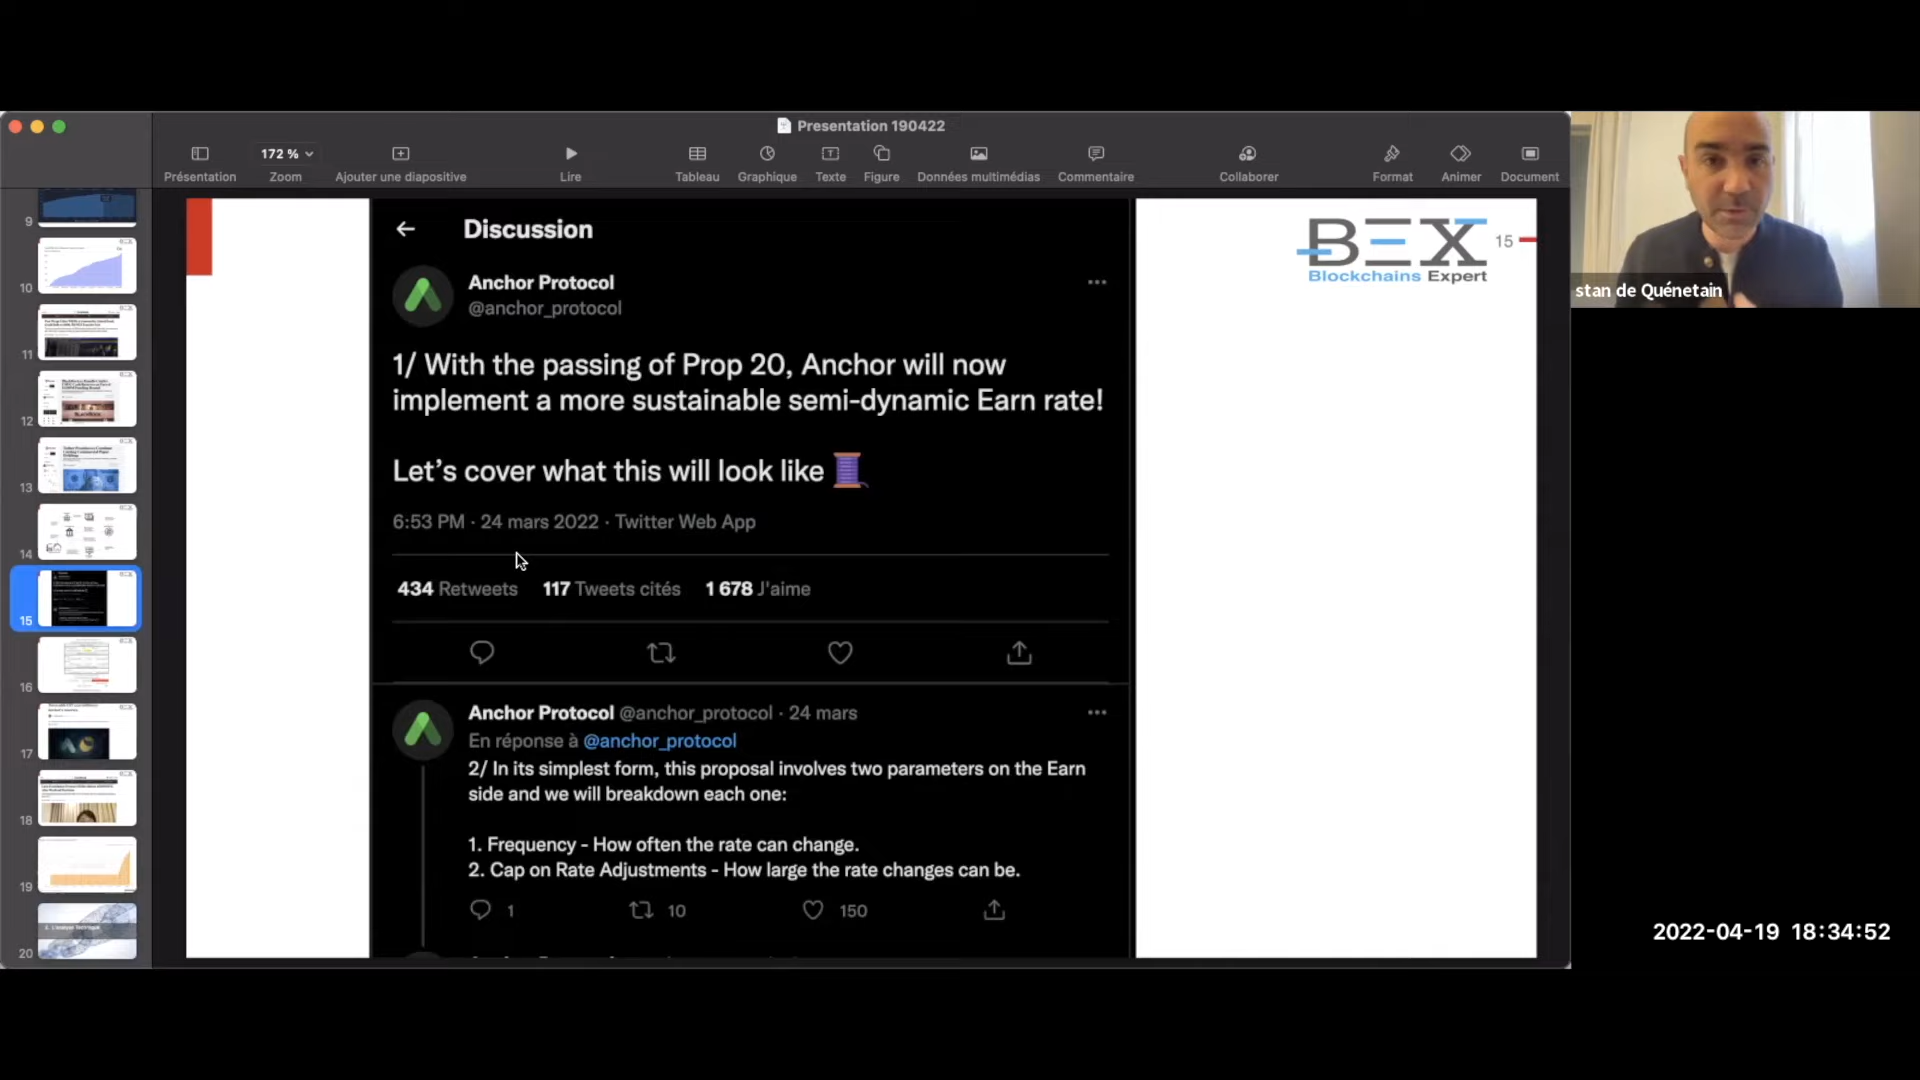 Presentation 190422
172 %
Présentation
Zoom
Ajouter une diapositive
Lire
Tableau
Graphique
Texte
Figure
Données multimédias
Commentaire
Collaborer
Format
Animer
Document
9
10
11
12
13
14
15
16
17
18
19
20
Discussion
Anchor Protocol
@anchor_protocol
1/ With the passing of Prop 20, Anchor will now
implement a more sustainable semi-dynamic Earn rate!
Let’s cover what this will look like 🧵
6:53 PM · 24 mars 2022 · Twitter Web App
434 Retweets 117 Tweets cités 1 678 J'aime
Anchor Protocol @anchor_protocol · 24 mars
En réponse à @anchor_protocol
2/ In its simplest form, this proposal involves two parameters on the Earn
side and we will breakdown each one:
1. Frequency - How often the rate can change.
2. Cap on Rate Adjustments - How large the rate changes can be.
1 10 150
BEX
Blockchains Expert
15
stan de Quénetain
2022-04-19 18:34:52